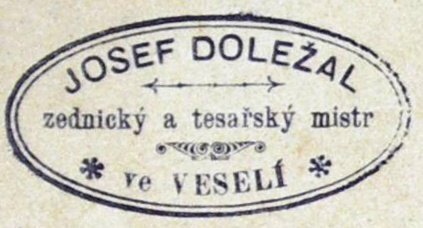 JOSEF DOLEŽAL
zednický a tesařský mistr
ve VESELÍ